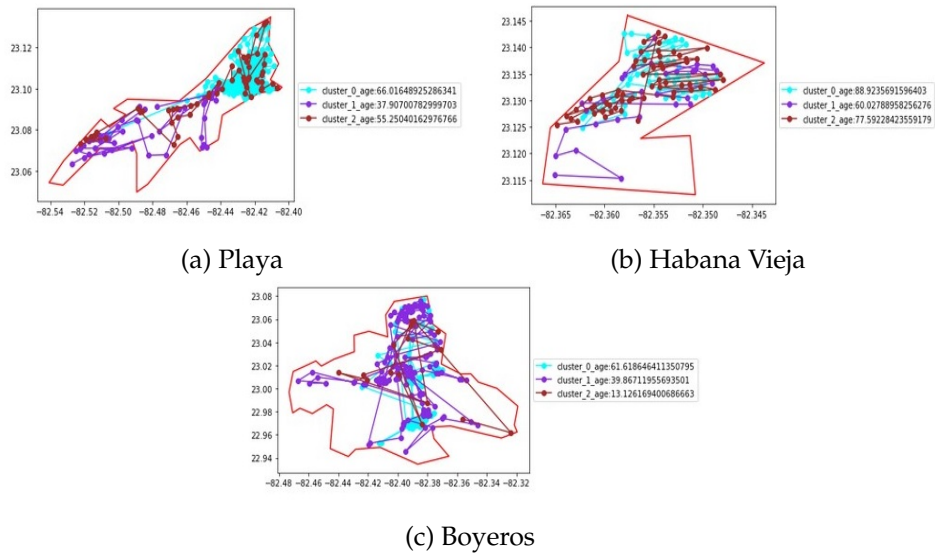 23.12
23.10
23.08
23.06
−82.54 −82.52 −82.50 −82.48 −82.46 −82.44 −82.42 −82.40
cluster_0_age:66.01648925286341
cluster_1_age:37.90700782999703
cluster_2_age:55.25040162976766
(a) Playa
23.145
23.140
23.135
23.130
23.125
23.120
23.115
−82.365 −82.360 −82.355 −82.350 −82.345
cluster_0_age:88.9235691596403
cluster_1_age:60.02788958256276
cluster_2_age:77.59228423559179
(b) Habana Vieja
23.08
23.06
23.04
23.02
23.00
22.98
22.96
22.94
−82.48 −82.46 −82.44 −82.42 −82.40 −82.38 −82.36 −82.34 −82.32
cluster_0_age:61.618646411350795
cluster_1_age:39.86711955693501
cluster_2_age:13.126169400686663
(c) Boyeros